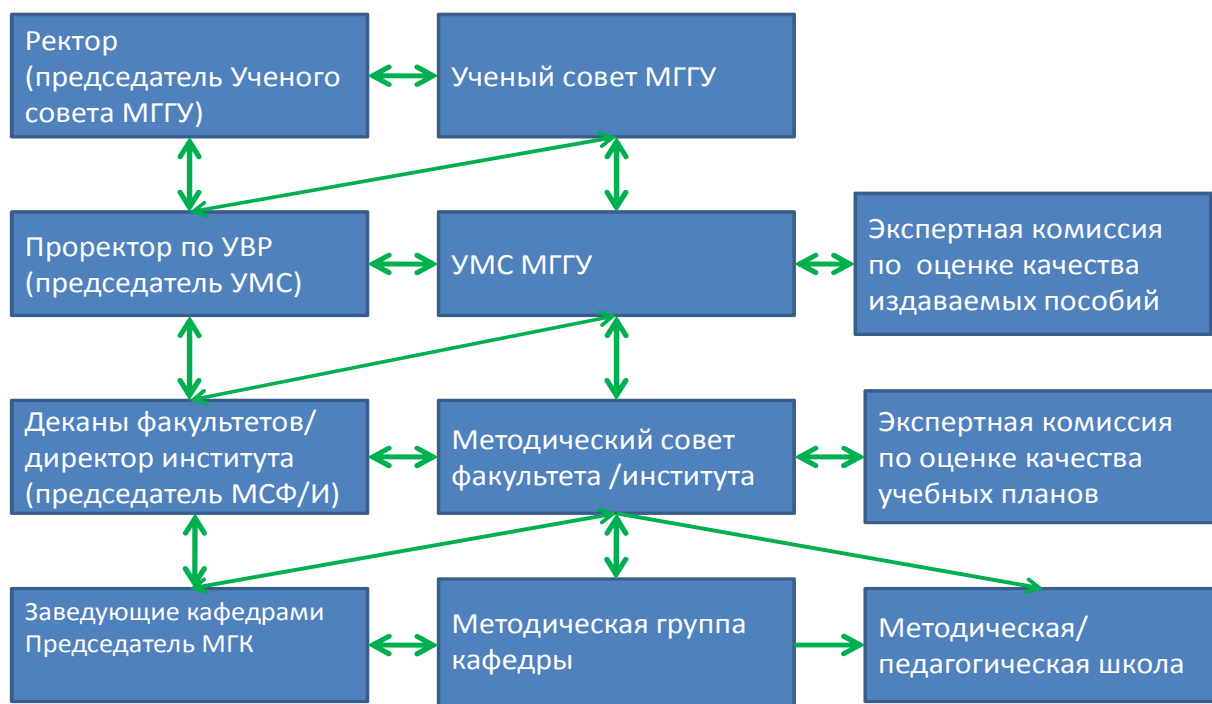 Ректор
(председатель Ученого
совета МГГУ)
Ученый совет МГГУ
Проректор по УВР
(председатель УМС)
УМС МГГУ
Экспертная комиссия
по оценке качества
издаваемых пособий
Деканы факультетов/
директор института
(председатель МСФ/И)
Методический совет
факультета /института
Экспертная комиссия
по оценке качества
учебных планов
Заведующие кафедрами
Председатель МГК
Методическая группа
кафедры
Методическая/
педагогическая школа